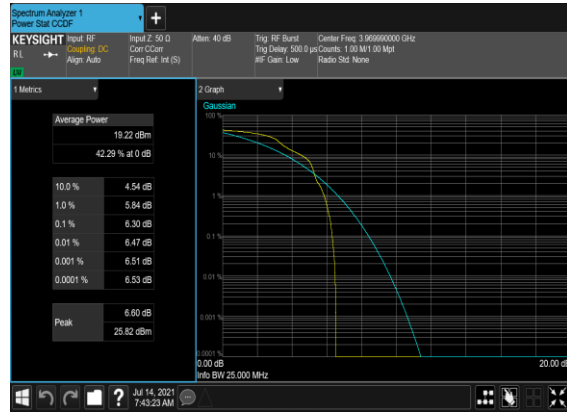 Spectrum Analyzer 1
Power Stat CCDF
+
KEYSIGHT
R L
Input: RF
Coupling: DC
Align: Auto
Input Z: 50 Ω
Corr CCorr
Freq Ref: Int (S)
Atten: 40 dB
Trig: RF Burst
Trig Delay: 500.0 µs
#IF Gain: Low
Center Freq: 3.969990000 GHz
Counts: 1.00 M/1.00 Mpt
Radio Std: None
1 Metrics
Average Power
19.22 dBm
42.29 % at 0 dB
10.0 % 4.54 dB
1.0 % 5.84 dB
0.1 % 6.30 dB
0.01 % 6.47 dB
0.001 % 6.51 dB
0.0001 % 6.53 dB
Peak
6.60 dB
25.82 dBm
2 Graph
Gaussian
100 %
10 %
1 %
0.1 %
0.01 %
0.001 %
0.0001 %
0.00 dB
20.00 dB
Info BW 25.000 MHz
?
Jul 14, 2021
7:43:23 AM